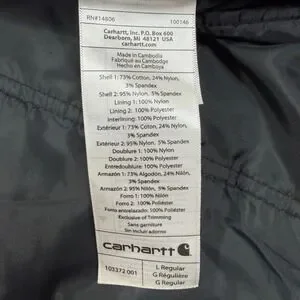 RN#14806 100146
Carhartt, Inc. P.O. Box 600
Dearborn, MI 48121 USA
carhartt.com
Made in Cambodia
Fabriqué au Cambodge
Hecho en Camboya
Shell 1: 73% Cotton, 24% Nylon,
3% Spandex
Shell 2: 95% Nylon, 5% Spandex
Lining 1: 100% Nylon
Lining 2: 100% Polyester
Interlining: 100% Polyester
Extérieur 1: 73% Cotton, 24% Nylon,
3% Spandex
Extérieur 2: 95% Nylon, 5% Spandex
Doublure 1: 100% Nylon
Doublure 2: 100% Polyester
Entredoublure: 100% Polyester
Armazón 1: 73% Algodón, 24% Nilón,
3% Spandex
Armazón 2: 95% Nilón, 5% Spandex
Forro 1: 100% Nilón
Forro 2: 100% Poliéster
Forro entrelazado: 100% Poliéster
Exclusive of Trimming
Sans garniture
Sin incluir adornos
carhartt
103372 001
L Regular
G Régulière
G Regular